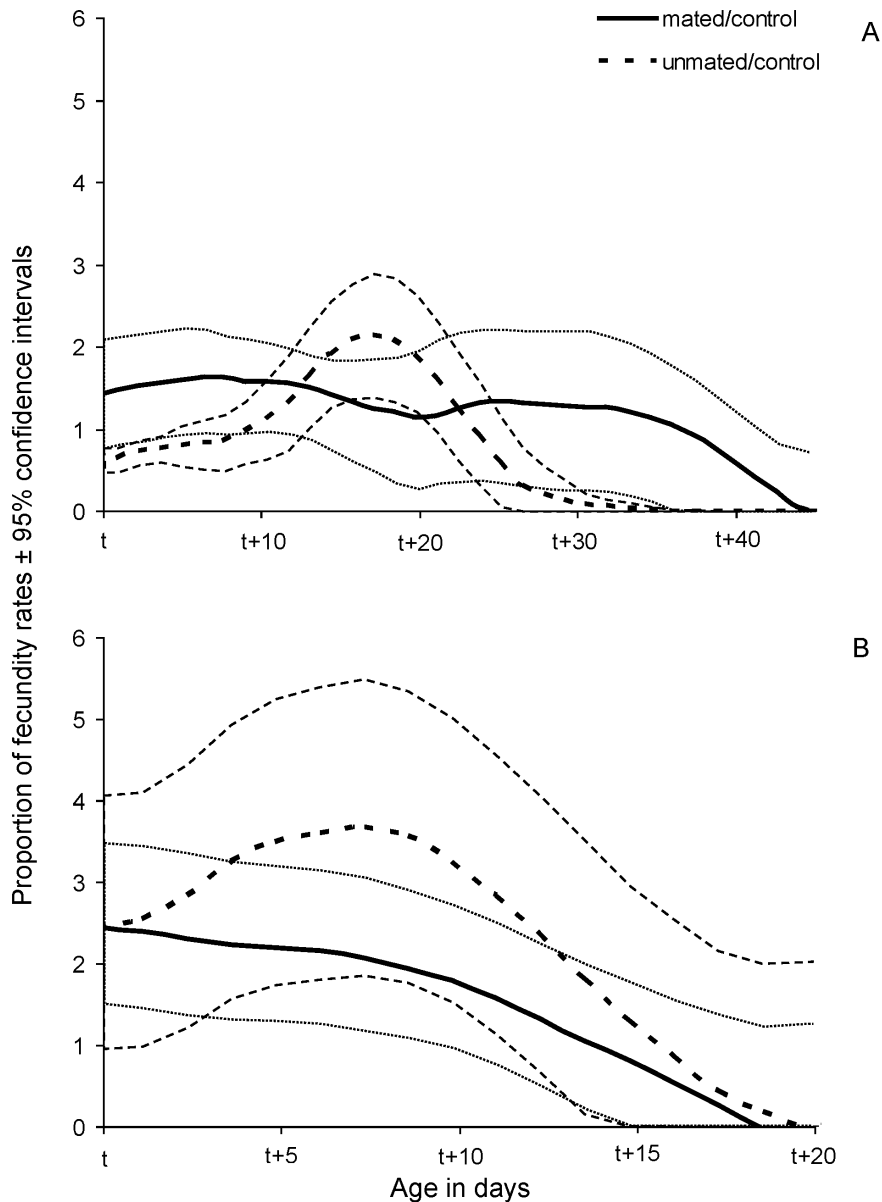 mated/control
unmated/control
A
6
5
4
3
2
1
0
t
t+10
t+20
t+30
t+40
Proportion of fecundity rates ± 95% confidence intervals
B
6
5
4
3
2
1
0
t
t+5
t+10
t+15
t+20
Age in days